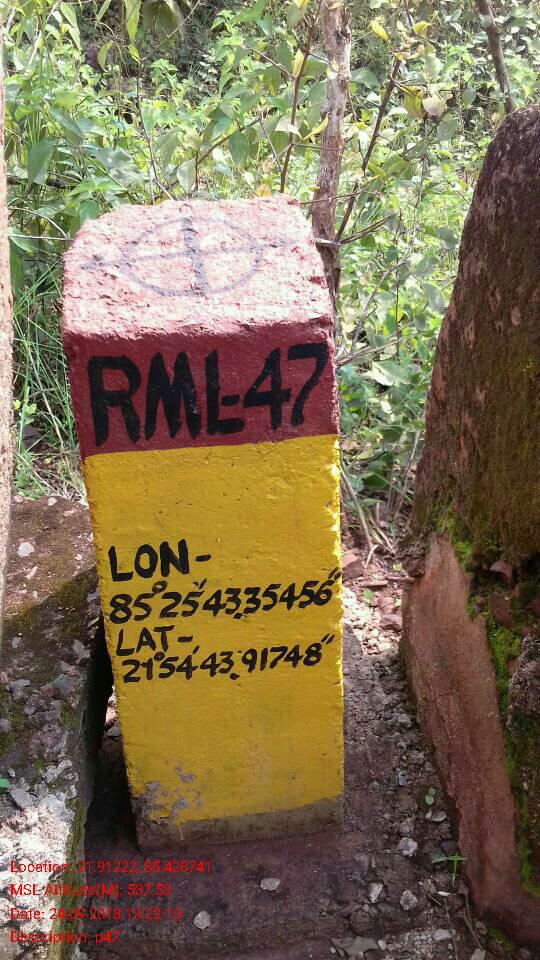 RML-47
LON-
85°25'43.35456"
LAT-
21°54'43.91748"
Location: 21.91222, 85.428741
MSL Altitude(M): 537.53
Date: 24-09-2018 13:22:10
Description: p47